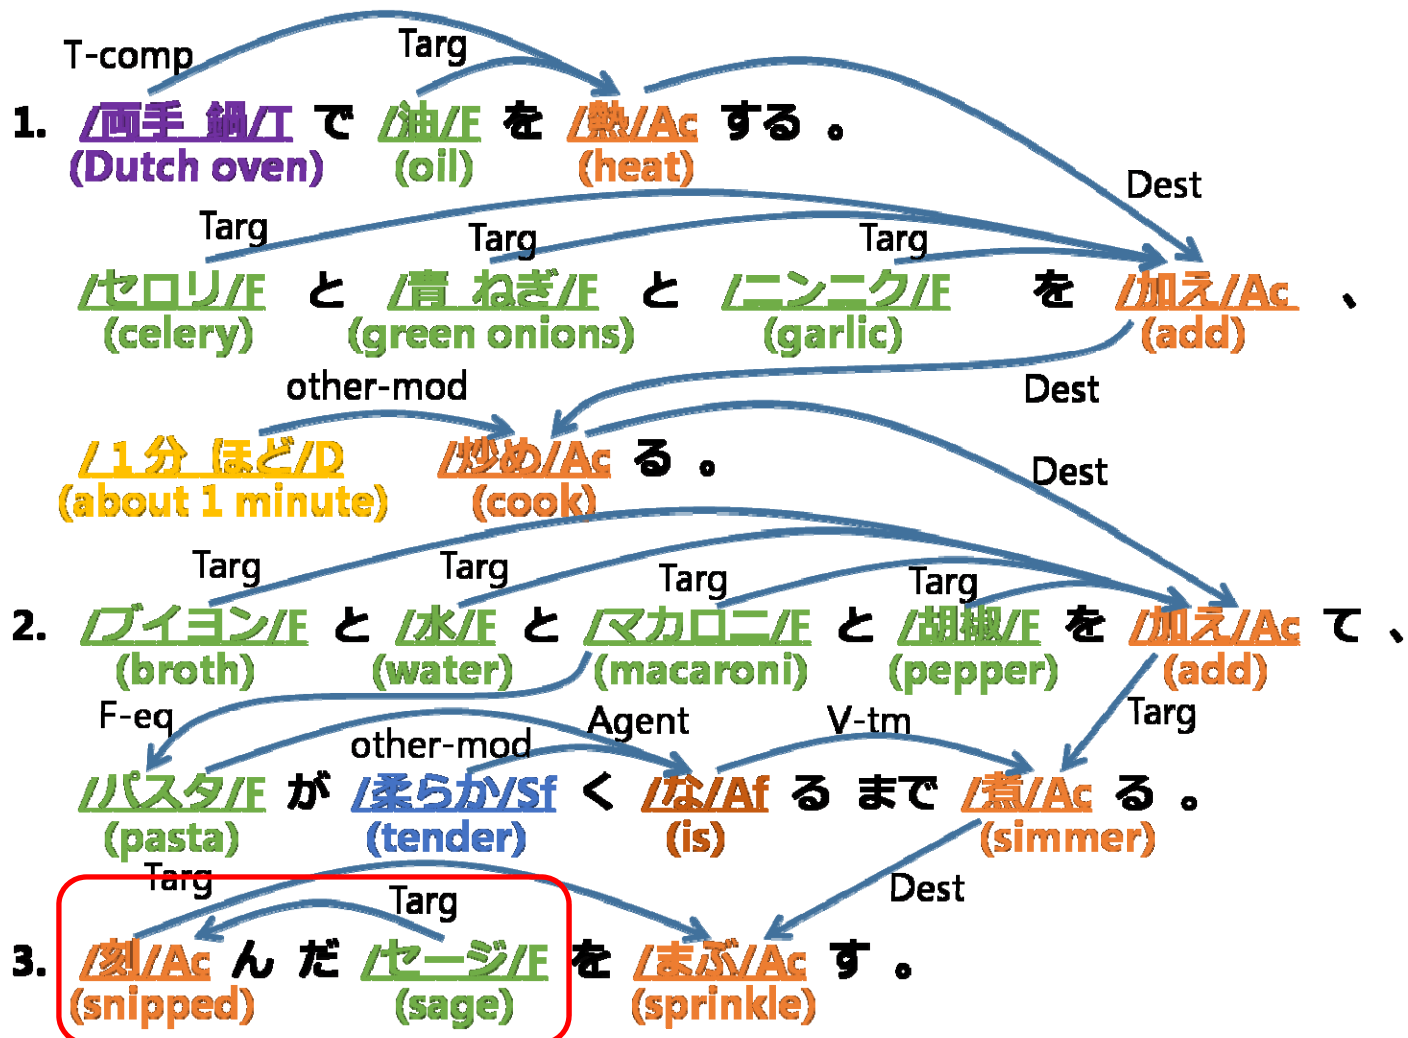 T-comp Targ
1. /両手 鍋/T で /油/F を /熱/Ac する 。
(Dutch oven) (oil) (heat)
Dest
Targ Targ Targ
/セロリ/F と /青 ねぎ/F と /ニンニク/F を /加え/Ac 、
(celery) (green onions) (garlic) (add)
other-mod Dest
/１分 ほど/D /炒め/Ac る 。
(about 1 minute) (cook)
Dest
Targ Targ Targ Targ
2. /ブイヨン/F と /水/F と /マカロニ/F と /胡椒/F を /加え/Ac て 、
(broth) (water) (macaroni) (pepper) (add)
F-eq other-mod Agent V-tm Targ
/パスタ/F が /柔らか/Sf く /な/Af る まで /煮/Ac る 。
(pasta) (tender) (is) (simmer)
Targ Targ Dest
3. /刻/Ac ん だ /セージ/F を /まぶ/Ac す 。
(snipped) (sage) (sprinkle)